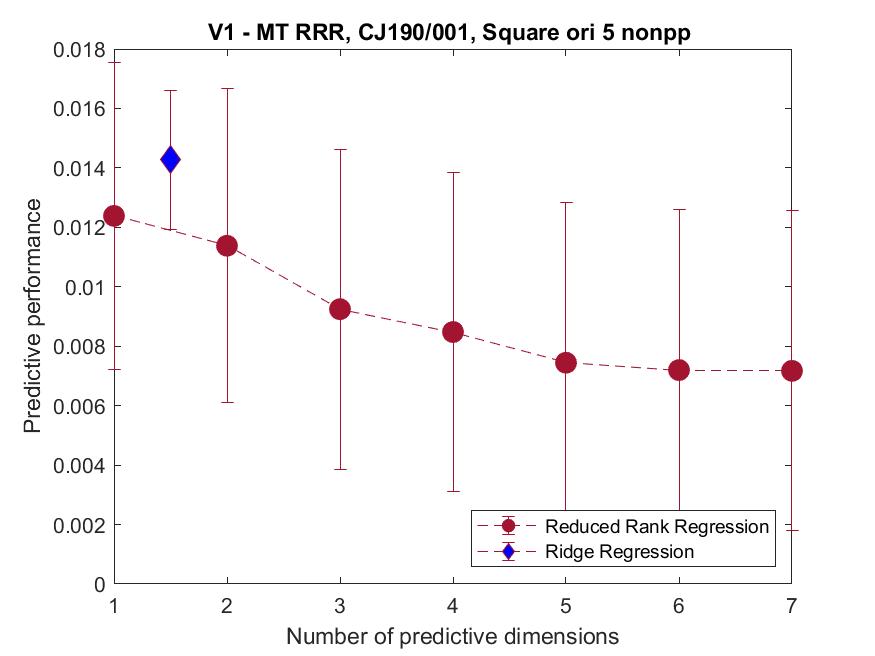 V1 - MT RRR, CJ190/001, Square ori 5 nonpp
0.018
0.016
0.014
0.012
0.01
0.008
0.006
0.004
0.002
0
Predictive performance
Reduced Rank Regression
Ridge Regression
1 2 3 4 5 6 7
Number of predictive dimensions